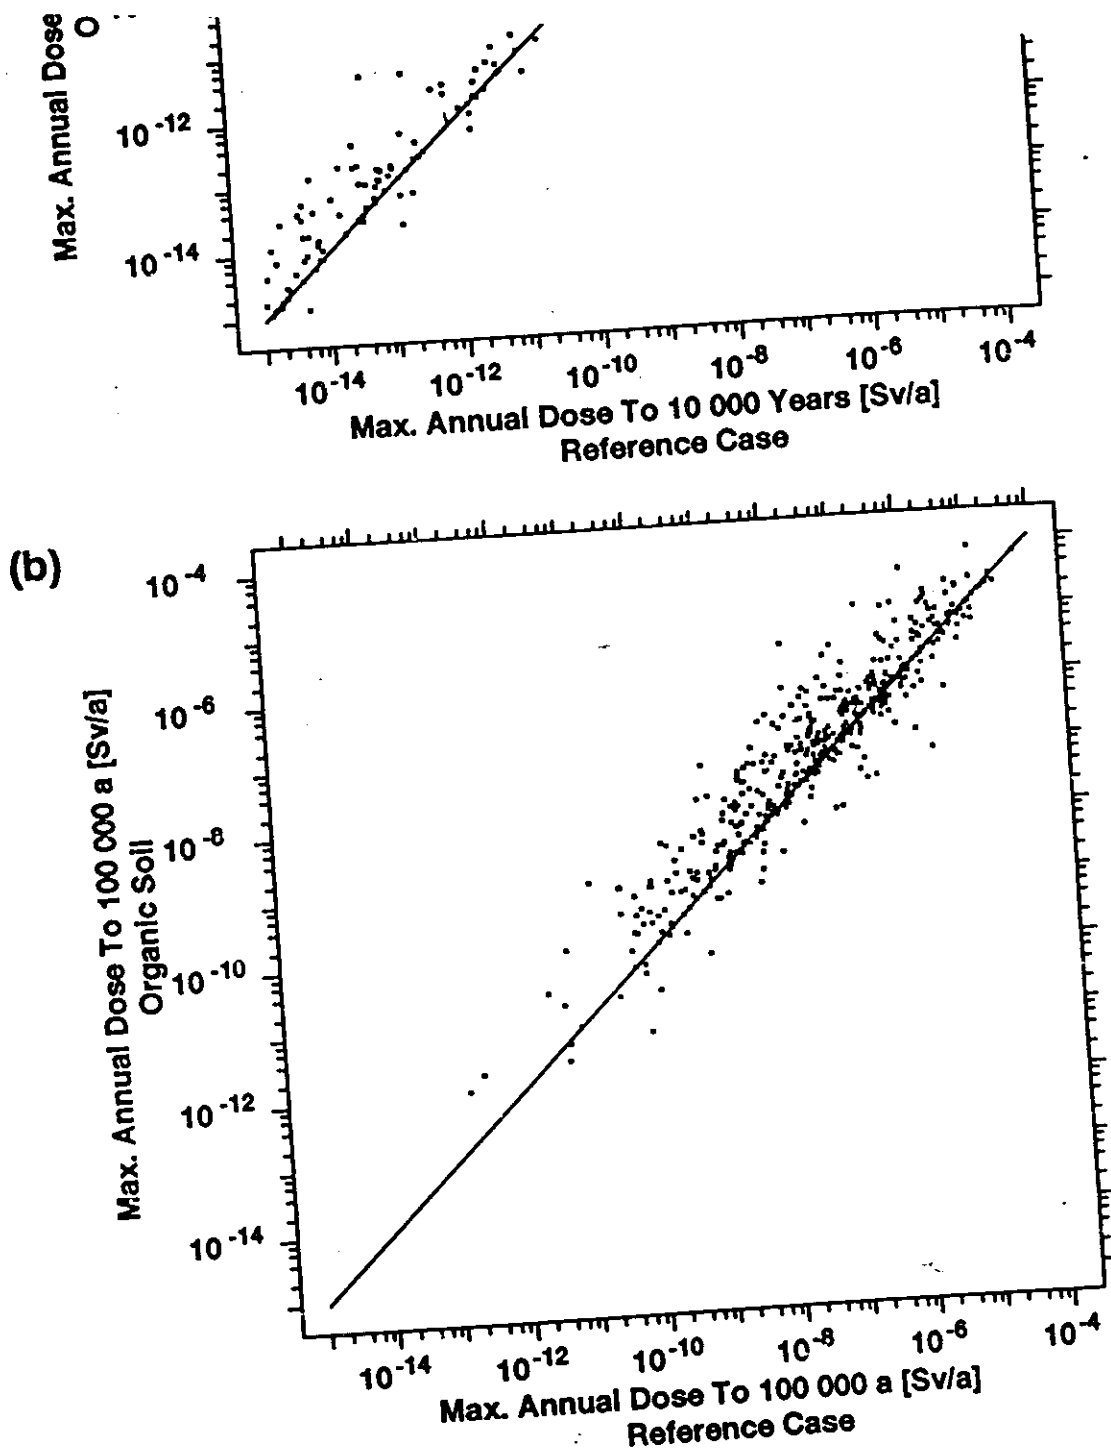 Max. Annual Dose
10-12
10-14
10-14 10-12 10-10 10-8 10-6 10-4
Max. Annual Dose To 10 000 Years [Sv/a]
Reference Case
(b)
Max. Annual Dose To 100 000 a [Sv/a]
Organic Soil
10-4
10-6
10-8
10-10
10-12
10-14
10-14 10-12 10-10 10-8 10-6 10-4
Max. Annual Dose To 100 000 a [Sv/a]
Reference Case